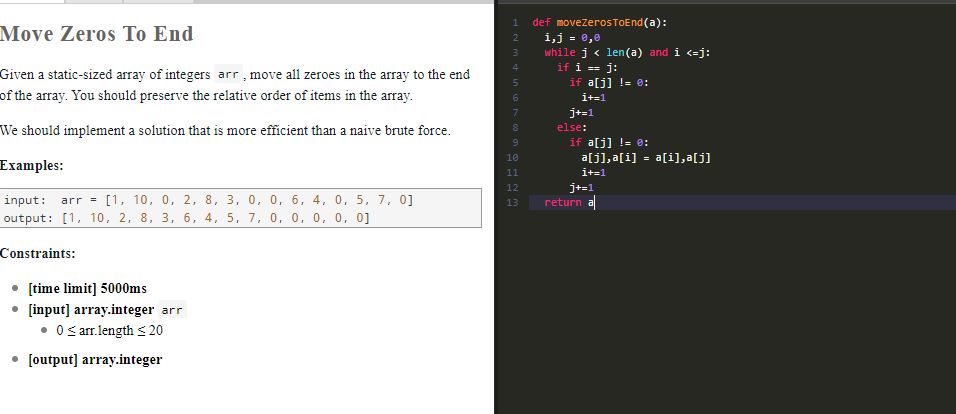 Move Zeros To End
Given a static-sized array of integers arr, move all zeroes in the array to the end
of the array. You should preserve the relative order of items in the array.
We should implement a solution that is more efficient than a naive brute force.
Examples:
input:  arr = [1, 10, 0, 2, 8, 3, 0, 0, 6, 4, 0, 5, 7, 0]
output: [1, 10, 2, 8, 3, 6, 4, 5, 7, 0, 0, 0, 0, 0]
Constraints:
• [time limit] 5000ms
• [input] array.integer arr
• 0 ≤ arr.length ≤ 20
• [output] array.integer
1 def moveZerosToEnd(a):
2   i,j = 0,0
3   while j < len(a) and i <=j:
4     if i == j:
5       if a[j] != 0:
6         i+=1
7       j+=1
8     else:
9       if a[j] != 0:
10         a[j],a[i] = a[i],a[j]
11         i+=1
12       j+=1
13   return a